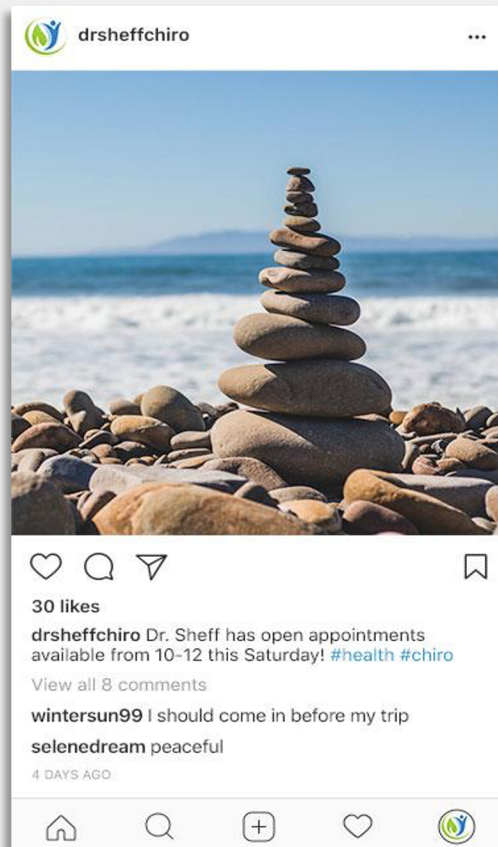 drsheffchiro
30 likes
drsheffchiro Dr. Sheff has open appointments
available from 10-12 this Saturday! #health #chiro
View all 8 comments
wintersun99 I should come in before my trip
selenedream peaceful
4 DAYS AGO